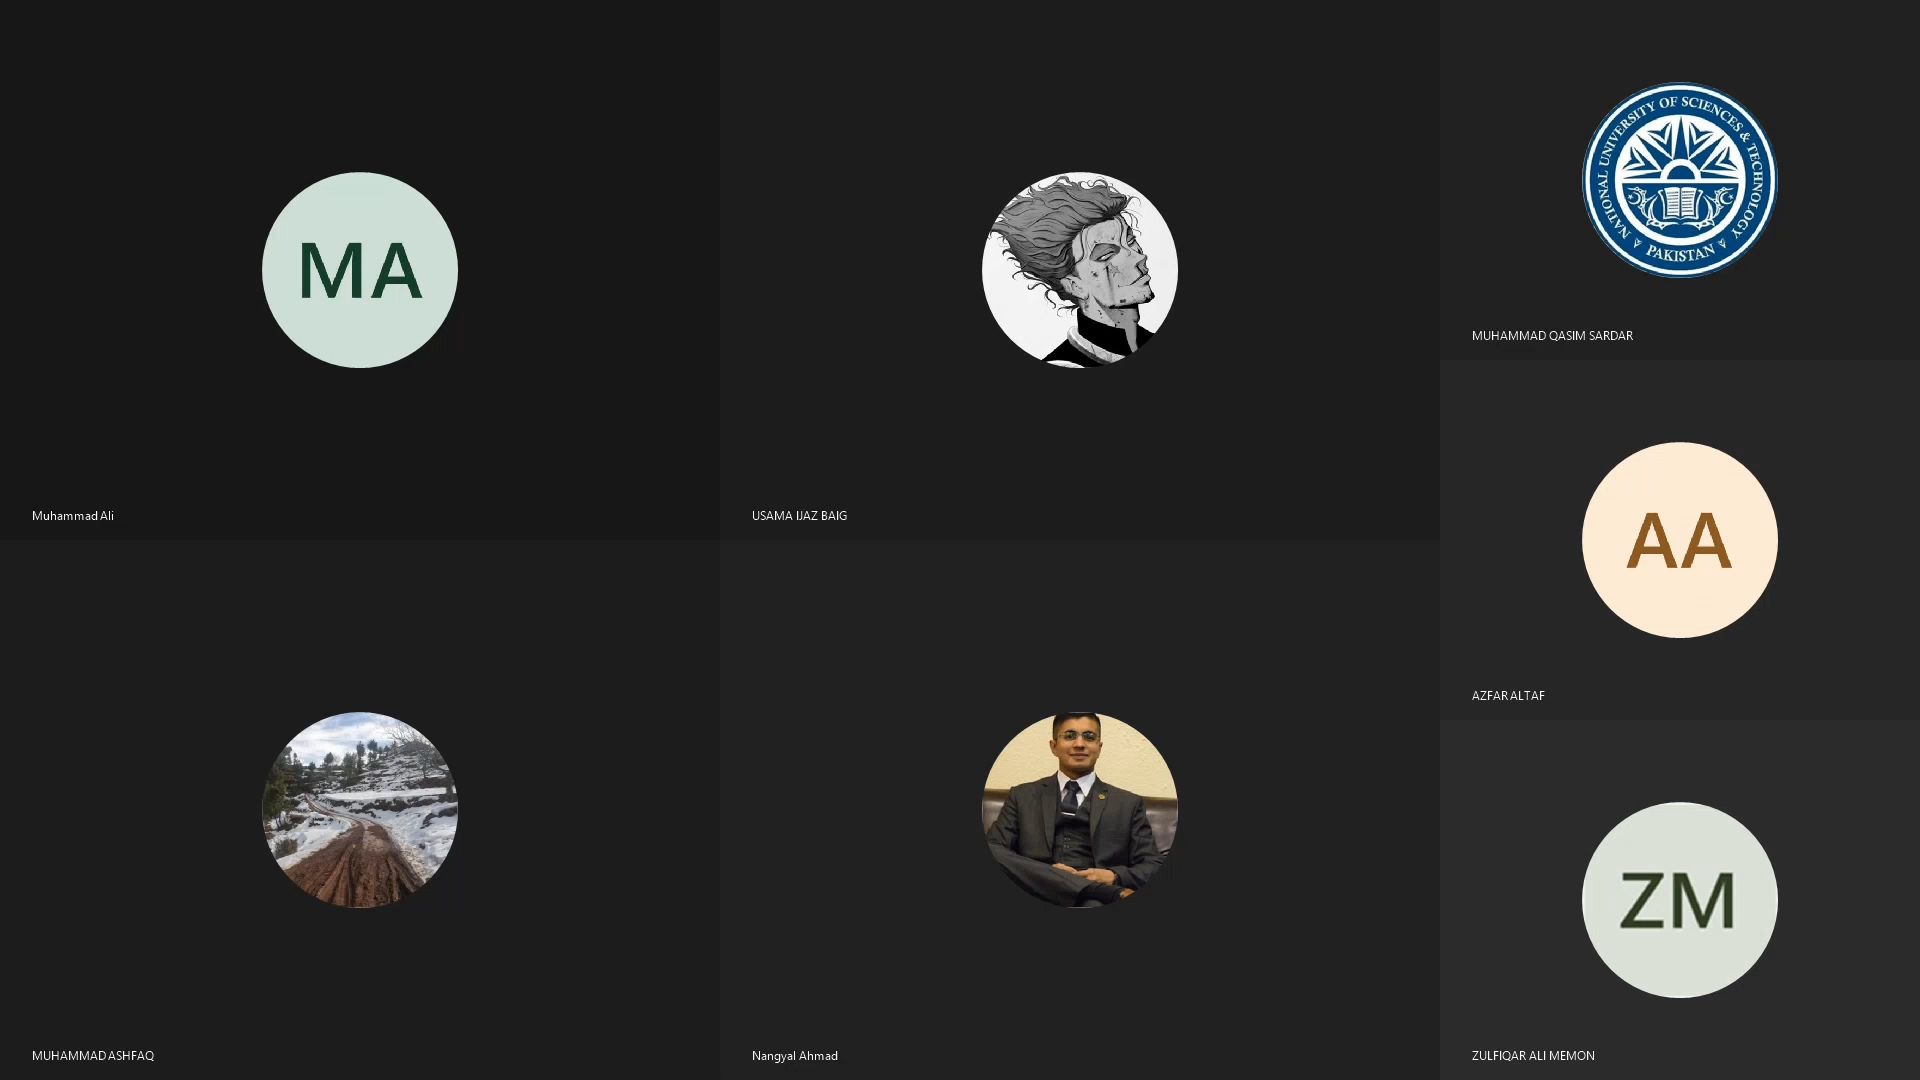 MA
Muhammad Ali
USAMA IJAZ BAIG
NATIONAL UNIVERSITY OF SCIENCES & TECHNOLOGY
PAKISTAN
MUHAMMAD QASIM SARDAR
AA
AZFAR ALTAF
MUHAMMAD ASHFAQ
Nangyal Ahmad
ZM
ZULFIQAR ALI MEMON